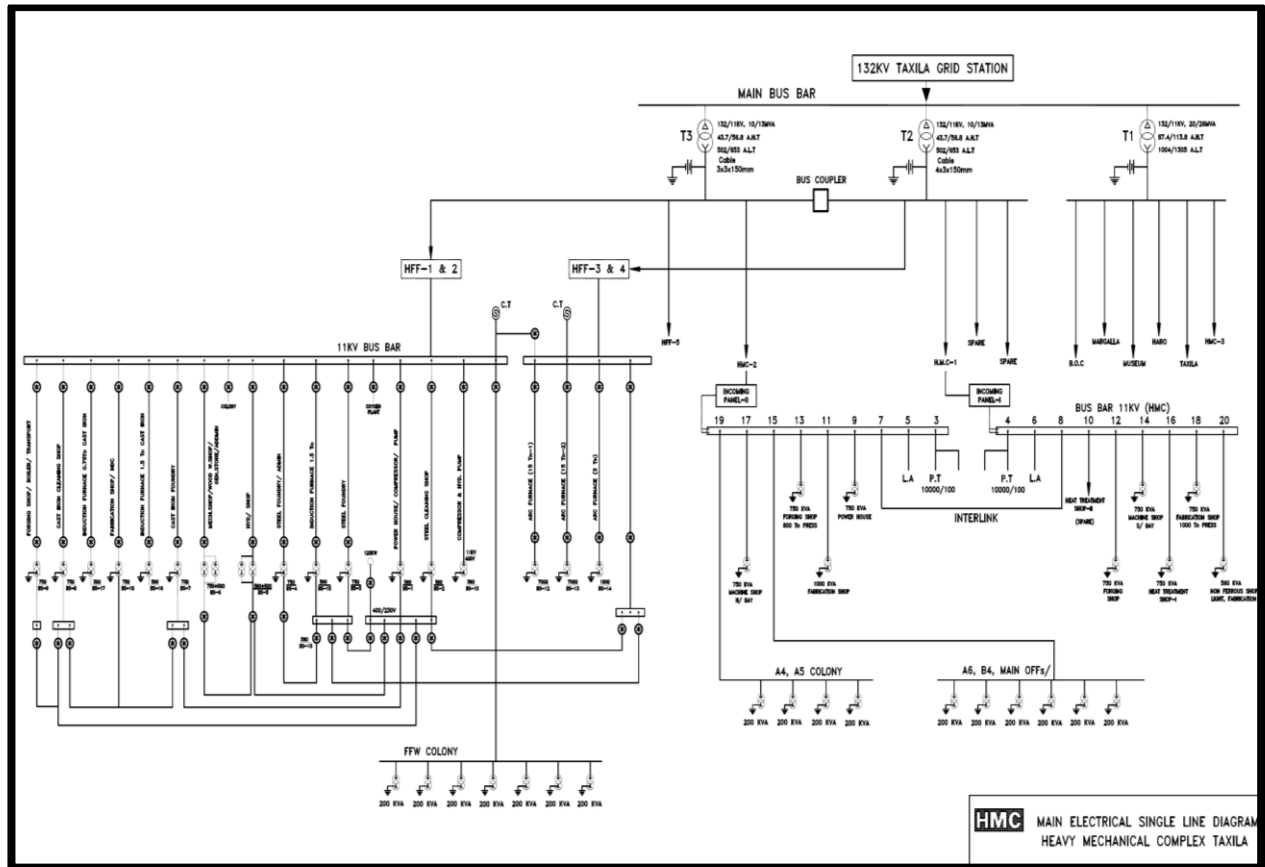 132KV TAXILA GRID STATION
MAIN BUS BAR
T3
132/11KV, 10/13MVA
43.7/56.8 A.H.T
502/653 A.L.T
Cable
3x3x150mm
T2
132/11KV, 10/13MVA
43.7/56.8 A.H.T
502/653 A.L.T
Cable
4x3x150mm
T1
132/11KV, 20/26MVA
87.4/113.8 A.H.T
1004/1305 A.L.T
BUS COUPLER
HFF-1 & 2
HFF-3 & 4
C.T
C.T
HFF-5
HMC-2
H.M.C-1
SPARE
SPARE
B.O.C
MARGALLA
MUSEUM
HARO
TAXILA
HMC-3
11KV BUS BAR
INCOMING
PANEL-II
INCOMING
PANEL-I
BUS BAR 11KV (HMC)
19 17 15 13 11 9 7 5 3
4 6 8 10 12 14 16 18 20
COLONY
OXYGEN
PLANT
FORGING SHOP/ BOILER/ TRANSPORT
CAST IRON CLEANING SHOP
INDUCTION FURNACE 0.75Tn CAST IRON
FABRICATION SHOP/ MDC
INDUCTION FURNACE 1.5 Tn CAST IRON
CAST IRON FOUNDRY
MECH.SHOP/WOOD W.SHOP/
GEN.STORE/ADDMIN
HYD/ SHOP
STEEL FOUNDRY/ ADMIN
INDUCTION FURNACE 1.5 Tn
STEEL FOUNDRY
POWER HOUSE/ COMPRESSOR/ PUMP
STEEL CLEANING SHOP
COMPRESSOR & HYD. PUMP
ARC FURNACE (15 Tn-1)
ARC FURNACE (15 Tn-2)
ARC FURNACE (3 Tn)
L.A
P.T
10000/100
P.T
10000/100
L.A
INTERLINK
HEAT TREATMENT
SHOP-II
(SPARE)
750 KVA
FORGING SHOP
800 Tn PRESS
750 KVA
POWER HOUSE
750 KVA
MACHINE SHOP
S/ BAY
750 KVA
FABRICATION SHOP
1000 Tn PRESS
750 KVA
MACHINE SHOP
N/ BAY
1000 KVA
FABRICATION SHOP
750 KVA
FORGING
SHOP
750 KVA
HEAT TREATMENT
SHOP-I
560 KVA
NON FERROUS SHOP
LIGHT, FABRICATION
11KV
400V
400/230V
A4, A5 COLONY
200 KVA 200 KVA 200 KVA 200 KVA
A6, B4, MAIN OFFs/
200 KVA 200 KVA 200 KVA 200 KVA 200 KVA 200 KVA
FFW COLONY
200 KVA 200 KVA 200 KVA 200 KVA 200 KVA 200 KVA 200 KVA
HMC
MAIN ELECTRICAL SINGLE LINE DIAGRAM
HEAVY MECHANICAL COMPLEX TAXILA